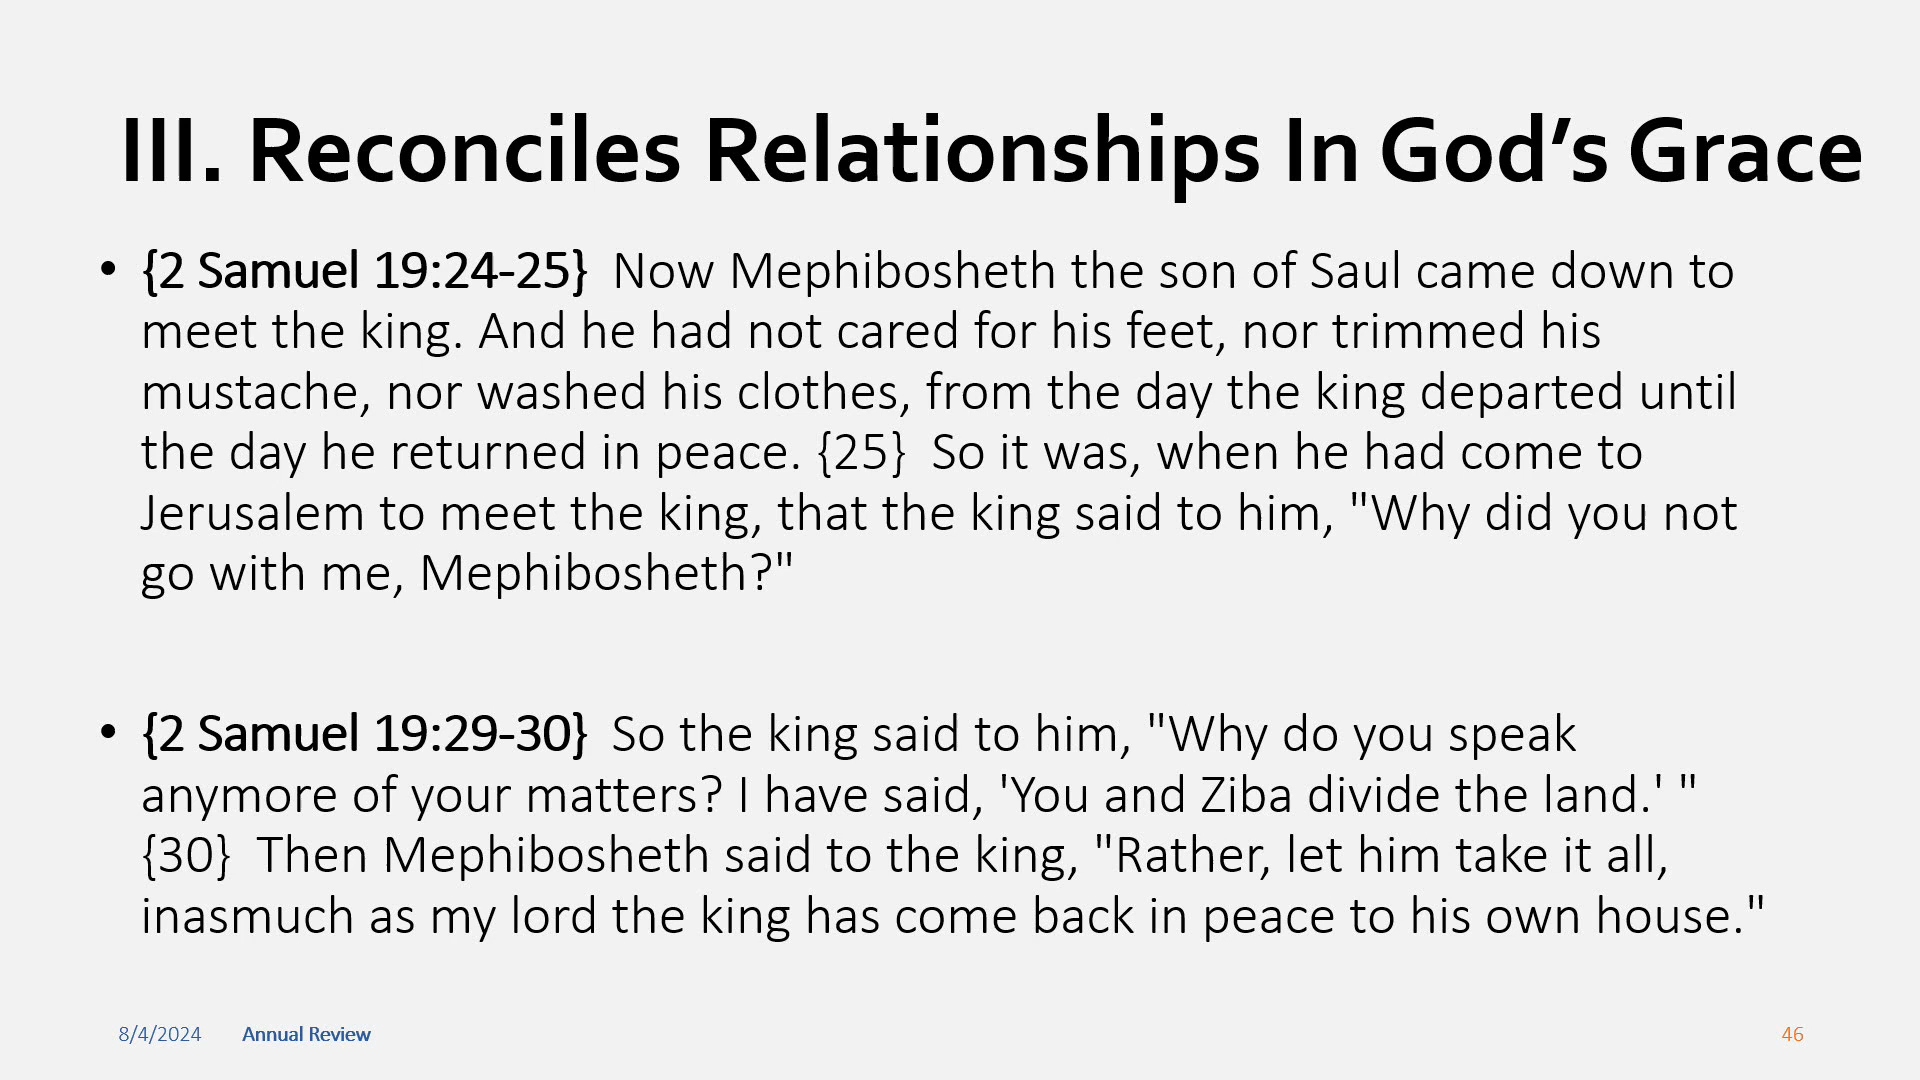 III. Reconciles Relationships In God’s Grace
• {2 Samuel 19:24-25}  Now Mephibosheth the son of Saul came down to
meet the king. And he had not cared for his feet, nor trimmed his
mustache, nor washed his clothes, from the day the king departed until
the day he returned in peace. {25}  So it was, when he had come to
Jerusalem to meet the king, that the king said to him, "Why did you not
go with me, Mephibosheth?"
• {2 Samuel 19:29-30}  So the king said to him, "Why do you speak
anymore of your matters? I have said, 'You and Ziba divide the land.' "
{30}  Then Mephibosheth said to the king, "Rather, let him take it all,
inasmuch as my lord the king has come back in peace to his own house."
8/4/2024 Annual Review 46